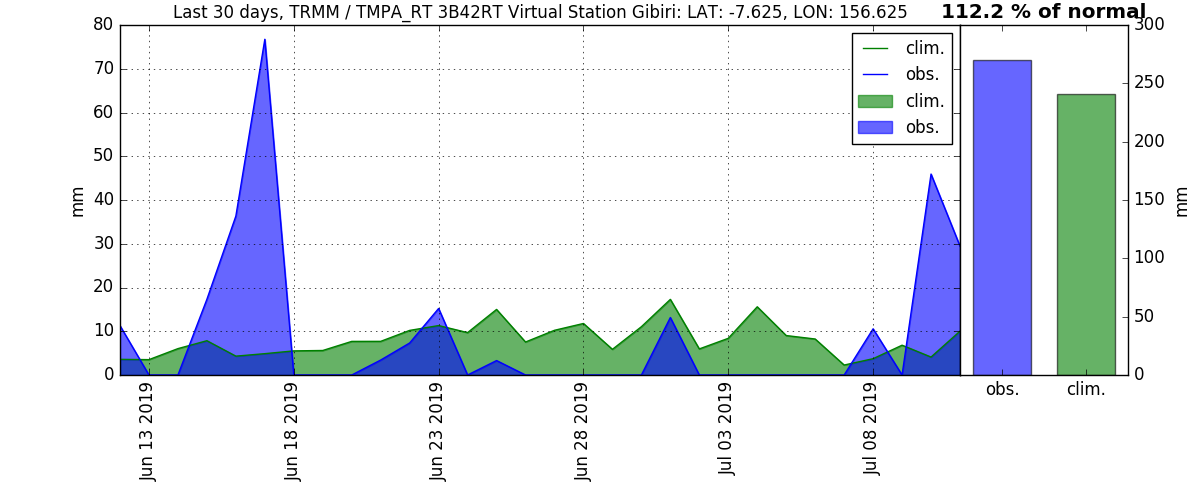 Last 30 days, TRMM / TMPA_RT 3B42RT Virtual Station Gibiri: LAT: -7.625, LON: 156.625
112.2 % of normal
80
70
60
50
40
30
20
10
0
mm
clim.
obs.
clim.
obs.
300
250
200
150
100
50
0
mm
Jun 13 2019
Jun 18 2019
Jun 23 2019
Jun 28 2019
Jul 03 2019
Jul 08 2019
obs.
clim.